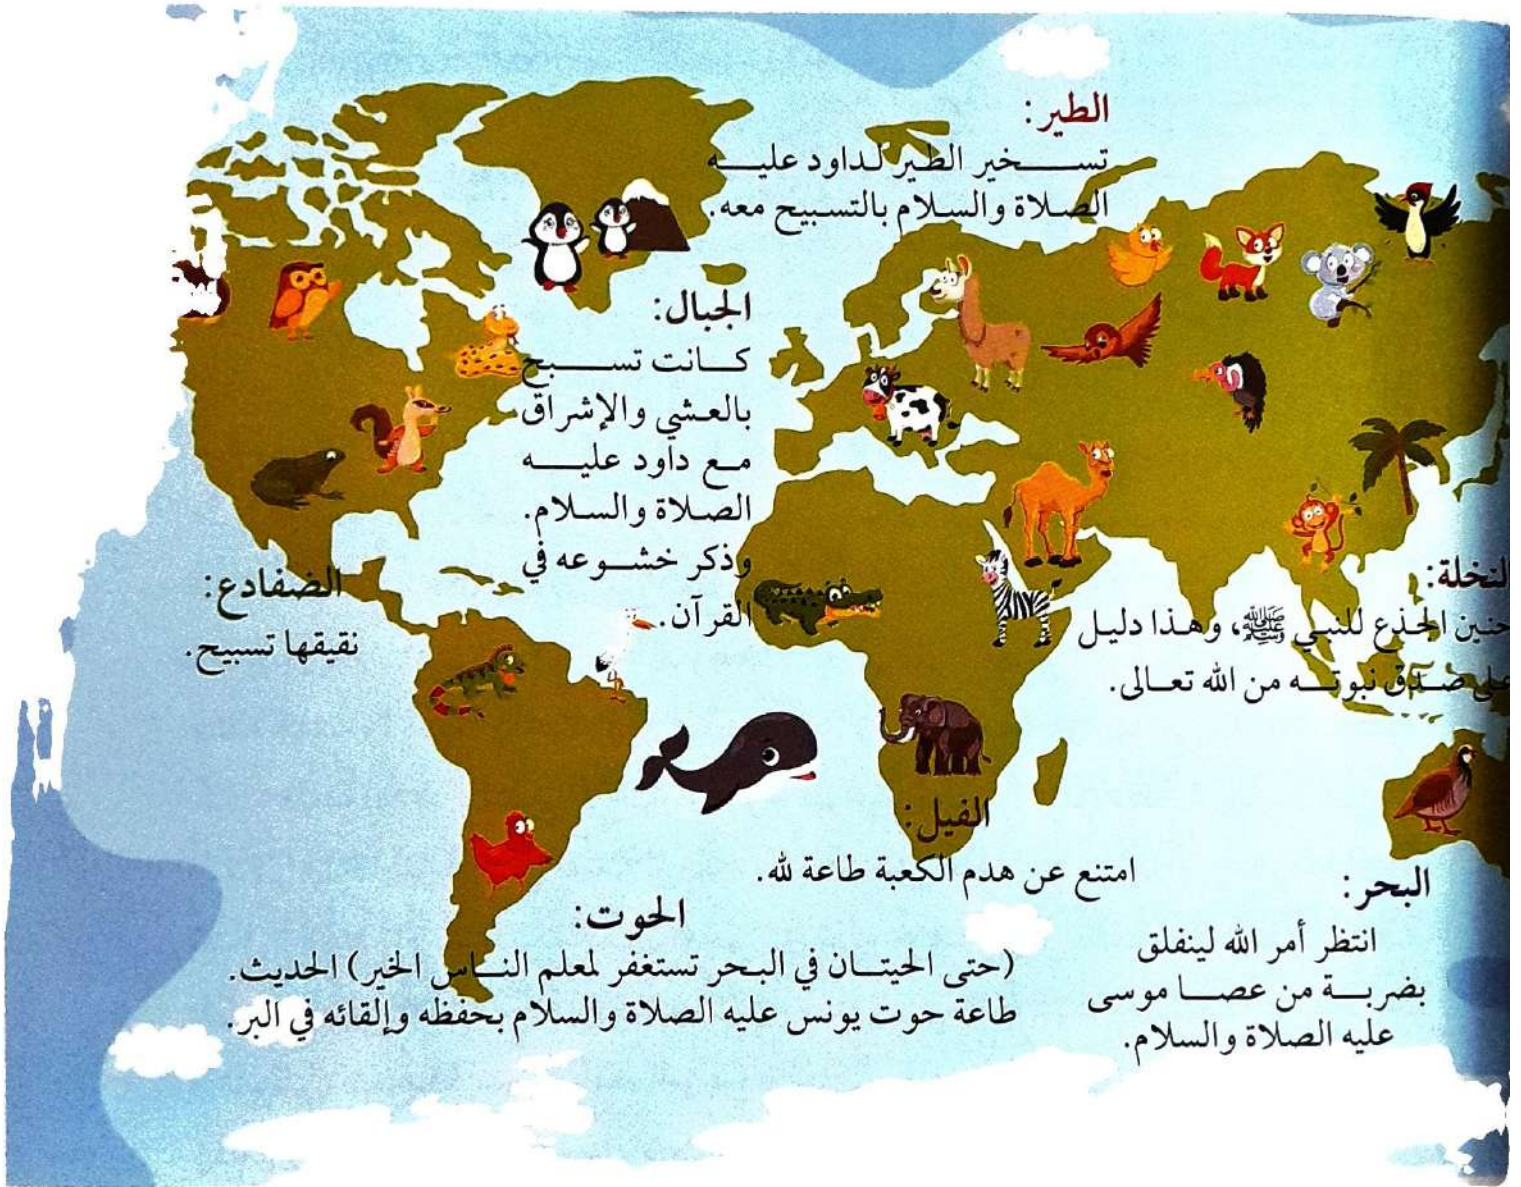 الطير:
تسخير الطير لداود عليه
الصلاة والسلام بالتسبيح معه.
الجبال:
كانت تسبح
بالعشي والإشراق
مع داود عليه
الصلاة والسلام.
وذكر خشوعه في
القرآن.
النخلة:
حنين الجذع للنبي ﷺ، وهذا دليل
على صدق نبوته من الله تعالى.
الضفادع:
نقيقها تسبيح.
الفيل:
امتنع عن هدم الكعبة طاعة لله.
البحر:
انتظر أمر الله لينفلق
بضربة من عصا موسى
عليه الصلاة والسلام.
الحوت:
(حتى الحيتان في البحر تستغفر لمعلم الناس الخير) الحديث.
طاعة حوت يونس عليه الصلاة والسلام بحفظه وإلقائه في البر.